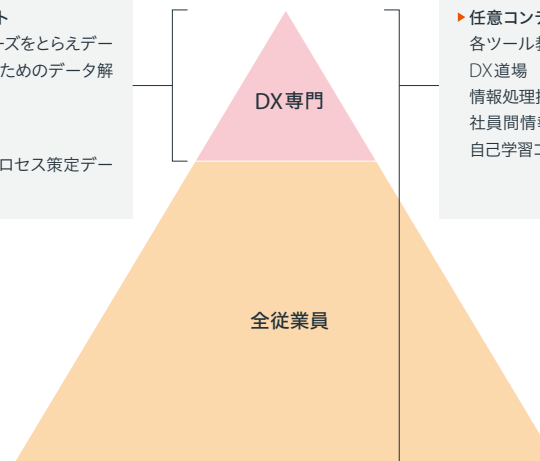 ト
ーズをとらえデー
ためのデータ解
ロセス策定デー
DX専門
全従業員
▶任意コンテ
各ツール教
DX道場
情報処理
社員間情
自己学習コ